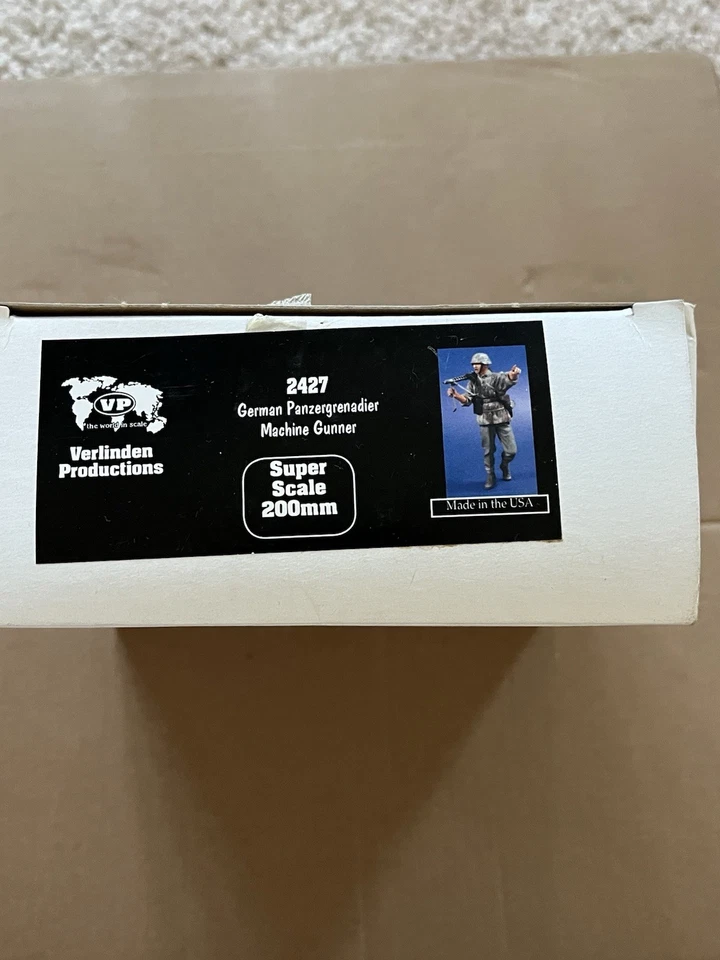 VP
the world in scale
Verlinden
Productions
2427
German Panzergrenadier
Machine Gunner
Super
Scale
200mm
Made in the USA